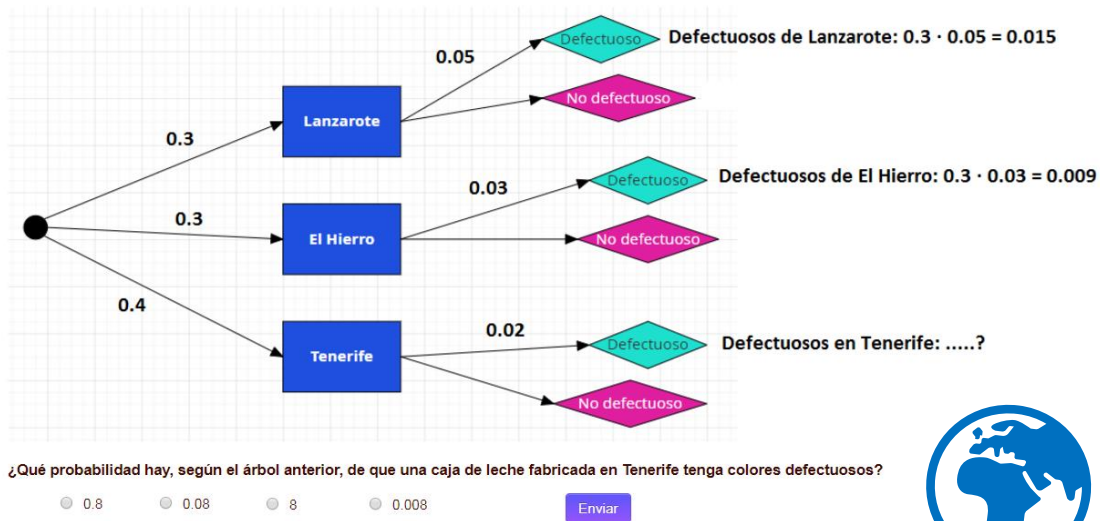 Defectuoso
Defectuosos de Lanzarote: 0.3 · 0.05 = 0.015
0.05
No defectuoso
Lanzarote
0.3
Defectuoso
Defectuosos de El Hierro: 0.3 · 0.03 = 0.009
0.03
0.3
El Hierro
No defectuoso
0.4
0.02
Defectuoso
Defectuosos en Tenerife: .....?
Tenerife
No defectuoso
¿Qué probabilidad hay, según el árbol anterior, de que una caja de leche fabricada en Tenerife tenga colores defectuosos?
0.8 0.08 8 0.008 Enviar